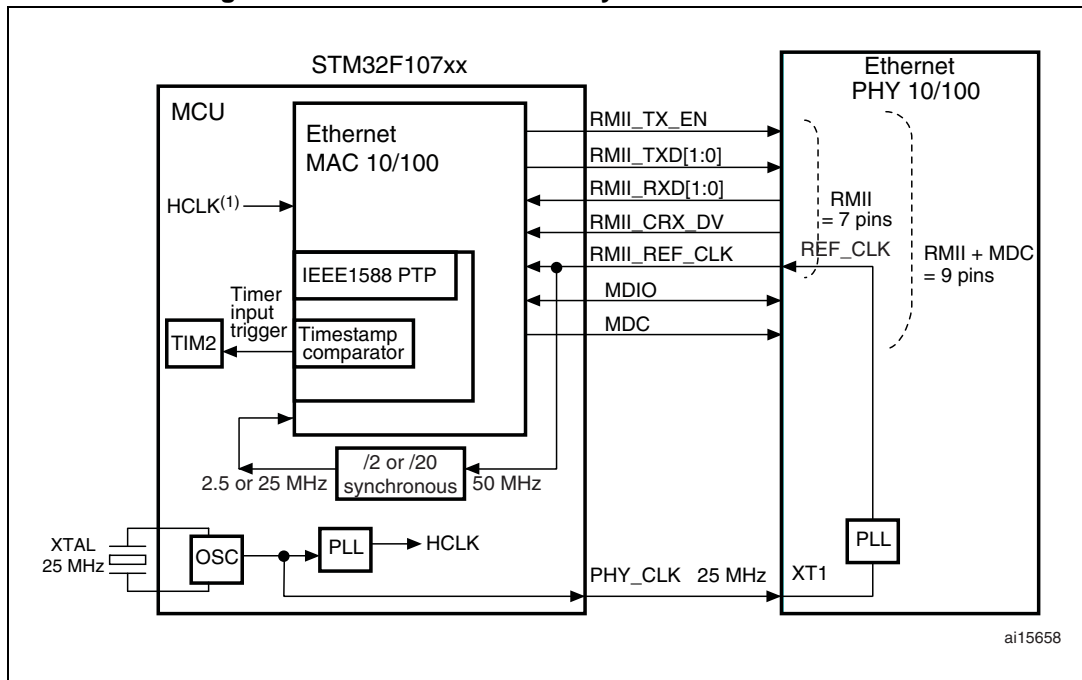 STM32F107xx
MCU
Ethernet
MAC 10/100
HCLK(1)
IEEE1588 PTP
Timer
input
trigger
Timestamp
comparator
TIM2
/2 or /20
synchronous
2.5 or 25 MHz
50 MHz
XTAL
25 MHz
OSC
PLL
HCLK
RMII_TX_EN
RMII_TXD[1:0]
RMII_RXD[1:0]
RMII_CRX_DV
RMII_REF_CLK
MDIO
MDC
PHY_CLK 25 MHz
Ethernet
PHY 10/100
RMII
= 7 pins
REF_CLK
RMII + MDC
= 9 pins
PLL
XT1
ai15658